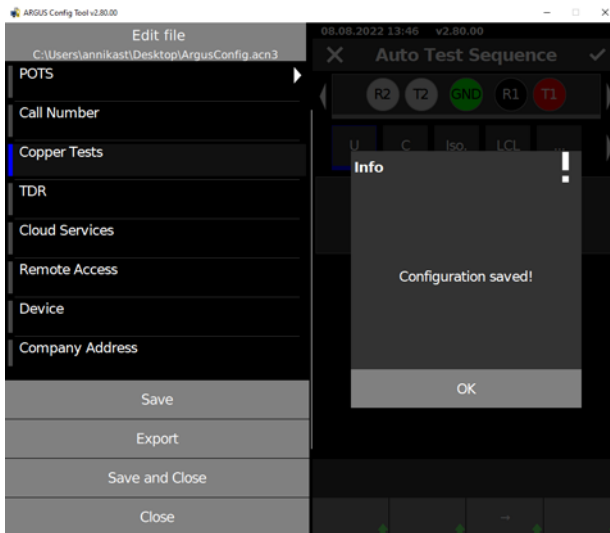 ARGUS Config Tool v2.80.00
Edit file
C:\Users\annikast\Desktop\ArgusConfig.acn3
POTS
Call Number
Copper Tests
TDR
Cloud Services
Remote Access
Device
Company Address
Save
Export
Save and Close
Close
08.08.2022 13:46 v2.80.00
Auto Test Sequence
R2 T2 GND R1 T1
U C Iso. LCL ...
Info
Configuration saved!
OK